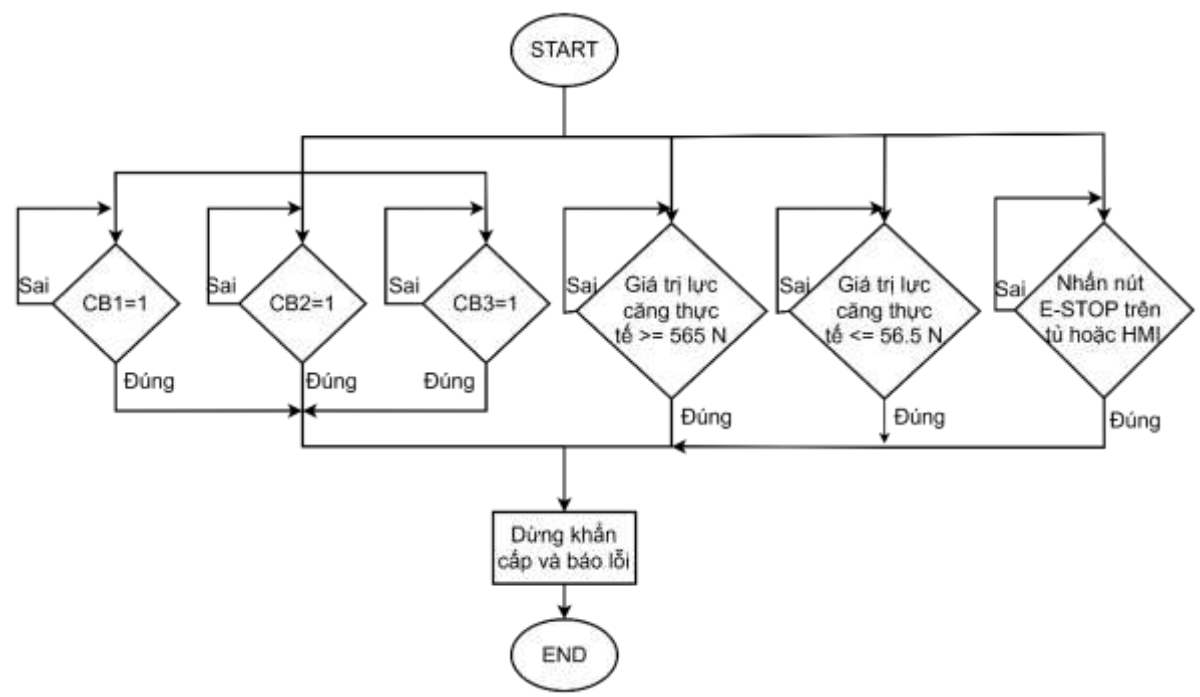 START
Sai
CB1=1
Đúng
Sai
CB2=1
Đúng
Sai
CB3=1
Đúng
Sai
Giá trị lực
căng thực
tế >= 565 N
Đúng
Sai
Giá trị lực
căng thực
tế <= 56.5 N
Đúng
Sai
Nhấn nút
E-STOP trên
tủ hoặc HMI
Đúng
Dừng khẩn
cấp và báo lỗi
END